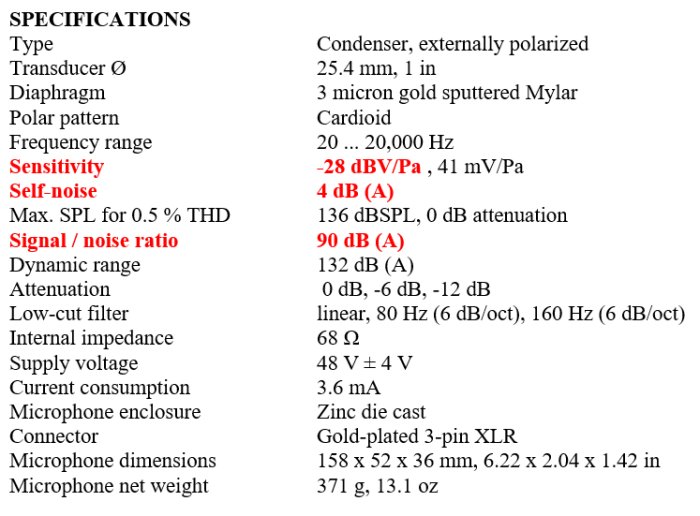 SPECIFICATIONS
Type Condenser, externally polarized
Transducer Ø 25.4 mm, 1 in
Diaphragm 3 micron gold sputtered Mylar
Polar pattern Cardioid
Frequency range 20 ... 20,000 Hz
Sensitivity -28 dBV/Pa , 41 mV/Pa
Self-noise 4 dB (A)
Max. SPL for 0.5 % THD 136 dBSPL, 0 dB attenuation
Signal / noise ratio 90 dB (A)
Dynamic range 132 dB (A)
Attenuation 0 dB, -6 dB, -12 dB
Low-cut filter linear, 80 Hz (6 dB/oct), 160 Hz (6 dB/oct)
Internal impedance 68 Ω
Supply voltage 48 V ± 4 V
Current consumption 3.6 mA
Microphone enclosure Zinc die cast
Connector Gold-plated 3-pin XLR
Microphone dimensions 158 x 52 x 36 mm, 6.22 x 2.04 x 1.42 in
Microphone net weight 371 g, 13.1 oz